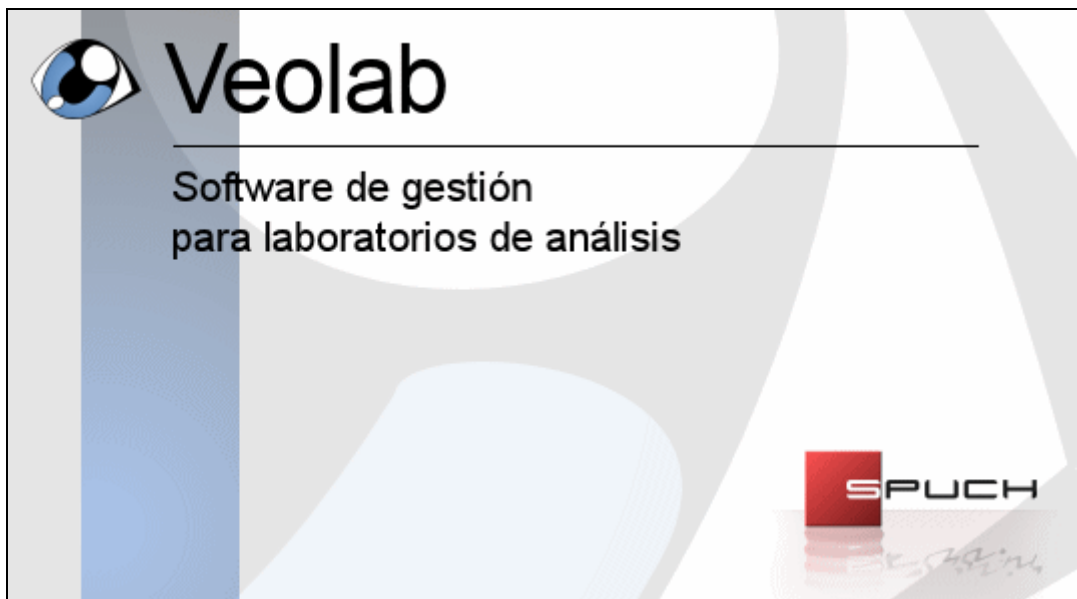 Veolab
Software de gestión
para laboratorios de análisis
SPUCH